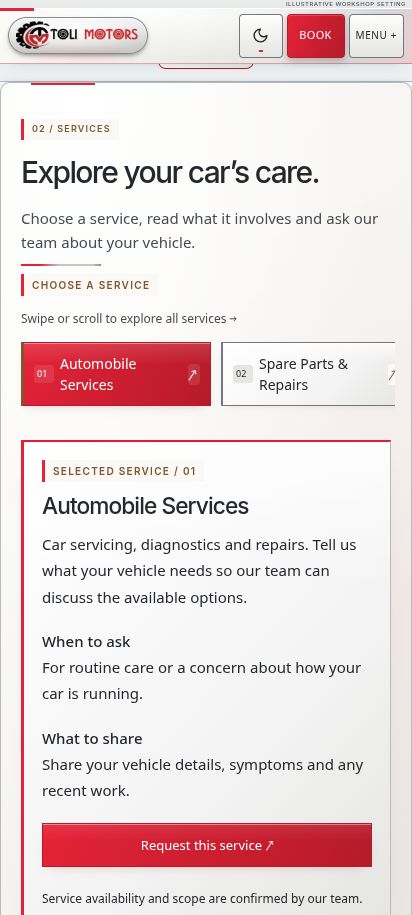 ILLUSTRATIVE WORKSHOP SETTING
TOLI MOTORS
BOOK
MENU +
02 / SERVICES
Explore your car’s care.
Choose a service, read what it involves and ask our
team about your vehicle.
CHOOSE A SERVICE
Swipe or scroll to explore all services →
01
Automobile
Services
↗
02
Spare Parts &
Repairs
↗
SELECTED SERVICE / 01
Automobile Services
Car servicing, diagnostics and repairs. Tell us
what your vehicle needs so our team can
discuss the available options.
When to ask
For routine care or a concern about how your
car is running.
What to share
Share your vehicle details, symptoms and any
recent work.
Request this service ↗
Service availability and scope are confirmed by our team.